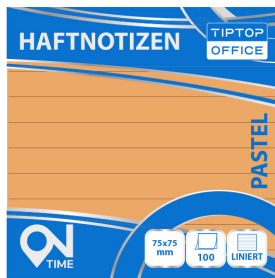 HAFTNOTIZEN
TIPTOP
OFFICE
PASTEL
ON
TIME
75x75
mm
100
LINIERT